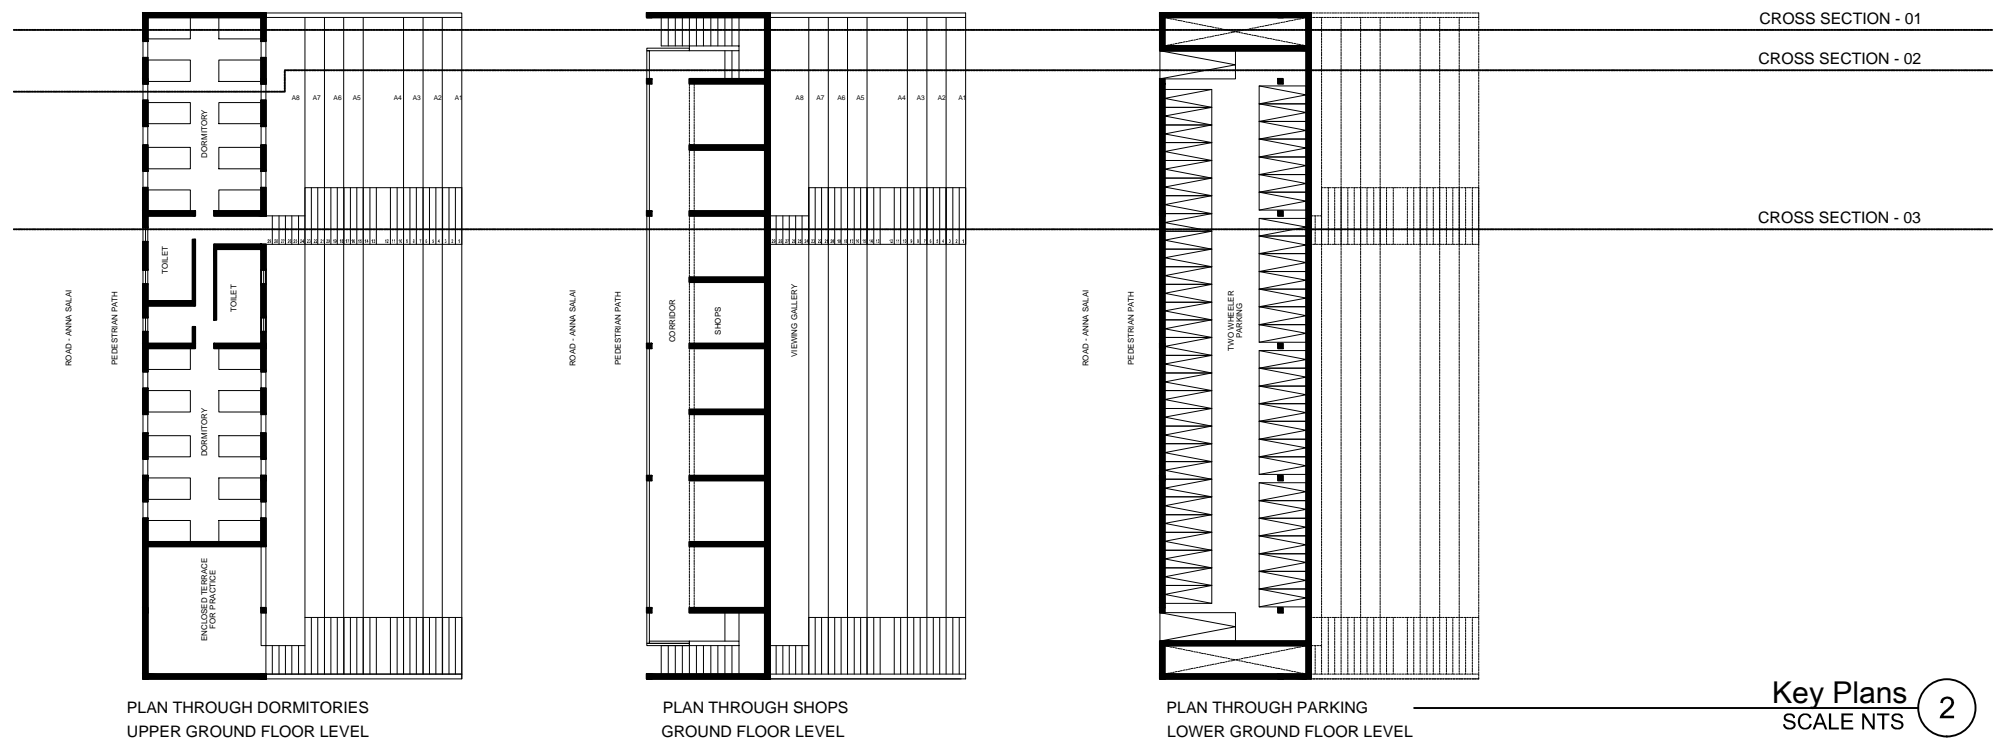 CROSS SECTION - 01
CROSS SECTION - 02
A8 A7 A6 A5 A4 A3 A2 A1
A8 A7 A6 A5 A4 A3 A2 A1
DORMITORY
CROSS SECTION - 03
TOILET
TOILET
ROAD - ANNA SALAI
PEDESTRIAN PATH
ROAD - ANNA SALAI
PEDESTRIAN PATH
CORRIDOR
SHOPS
VIEWING GALLERY
ROAD - ANNA SALAI
PEDESTRIAN PATH
TWO WHEELER
PARKING
DORMITORY
ENCLOSED TERRACE
FOR PRACTICE
PLAN THROUGH DORMITORIES
UPPER GROUND FLOOR LEVEL
PLAN THROUGH SHOPS
GROUND FLOOR LEVEL
PLAN THROUGH PARKING
LOWER GROUND FLOOR LEVEL
Key Plans
SCALE NTS
2